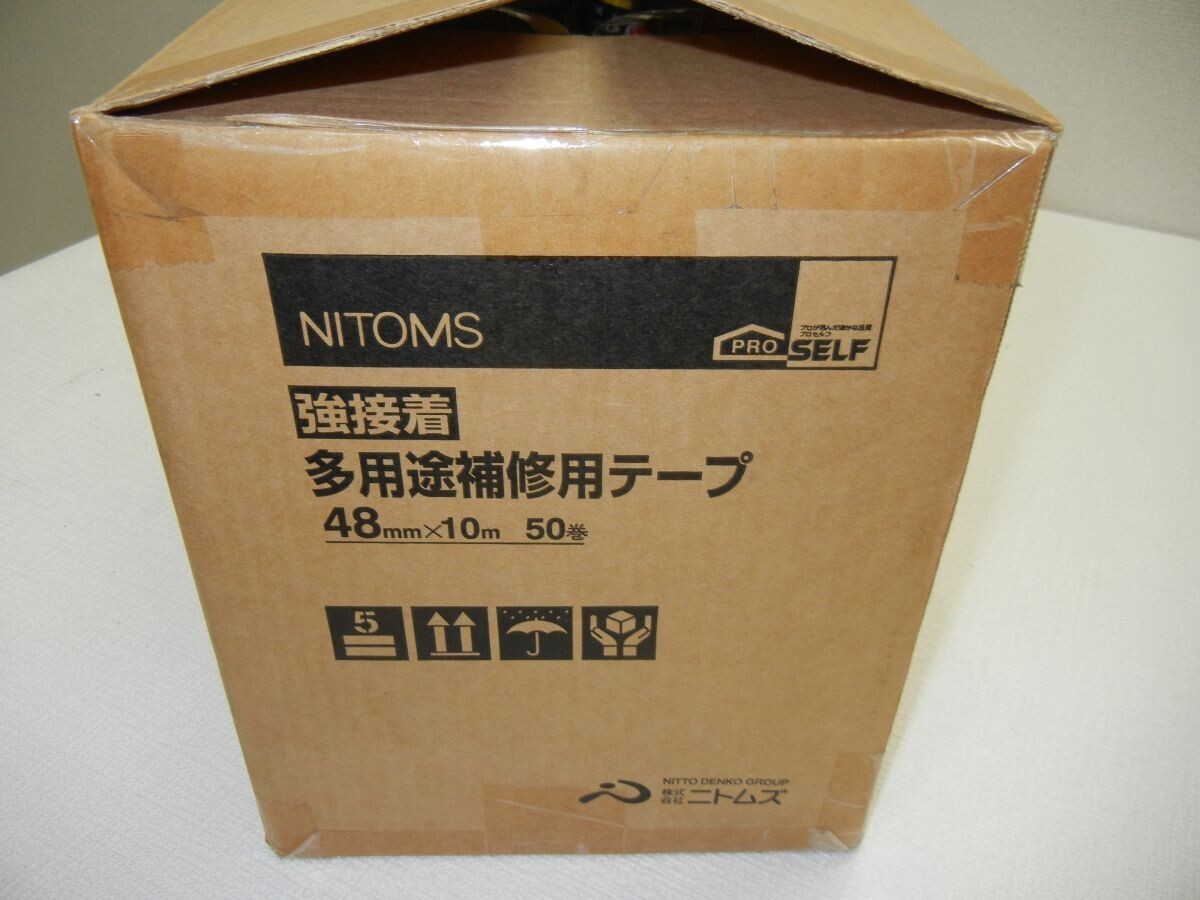 NITOMS
PRO
プロが選んだ確かな品質
プロセルフ
SELF
強接着
多用途補修用テープ
48mm×10m 50巻
5
NITTO DENKO GROUP
株式会社 ニトムズ